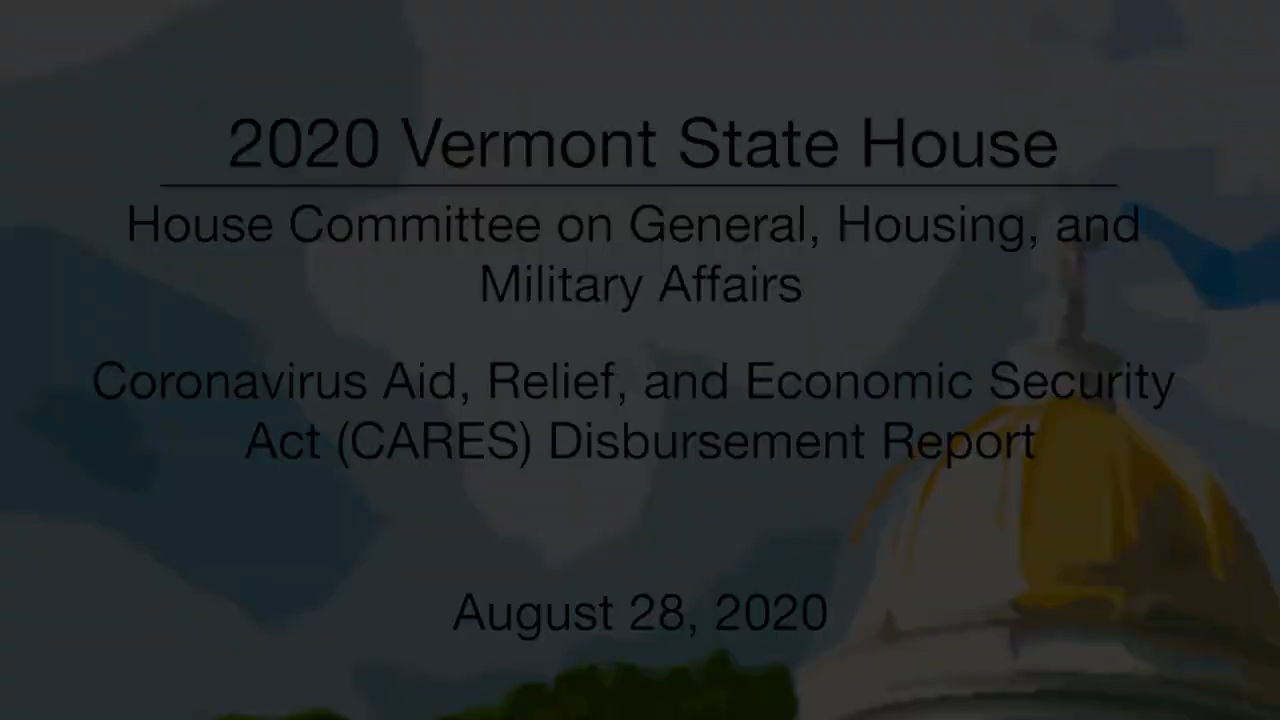 2020 Vermont State House
House Committee on General, Housing, and
Military Affairs
Coronavirus Aid, Relief, and Economic Security
Act (CARES) Disbursement Report
August 28, 2020